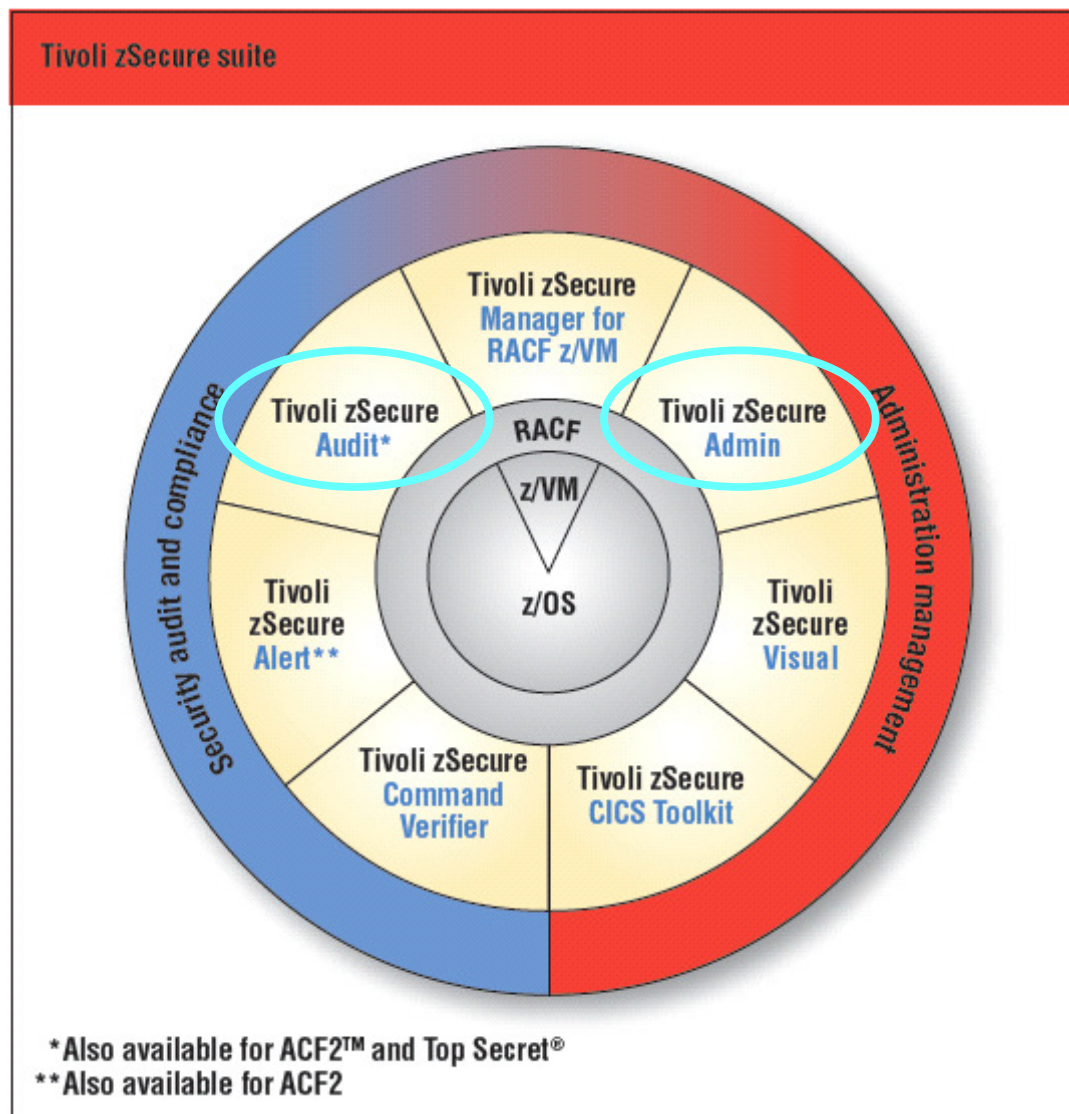 Tivoli zSecure suite
Tivoli zSecure
Manager for
RACF z/VM
Tivoli zSecure
Audit*
Tivoli zSecure
Admin
RACF
z/VM
z/OS
Security audit and compliance
Administration management
Tivoli
zSecure
Alert**
Tivoli
zSecure
Visual
Tivoli zSecure
Command
Verifier
Tivoli zSecure
CICS Toolkit
*Also available for ACF2™ and Top Secret®
**Also available for ACF2